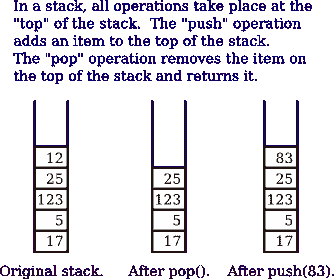 In a stack, all operations take place at the
"top" of the stack.  The "push" operation
adds an item to the top of the stack.
The "pop" operation removes the item on
the top of the stack and returns it.
12
25
123
5
17
25
123
5
17
83
25
123
5
17
Original stack.
After pop().
After push(83).